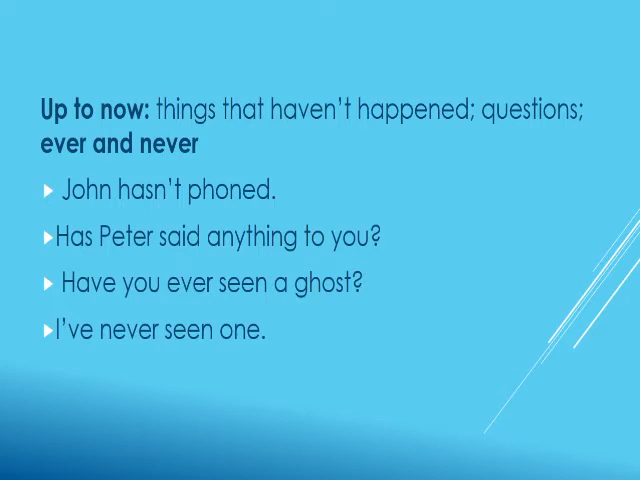 Up to now: things that haven't happened; questions;
ever and never
John hasn't phoned.
Has Peter said anything to you?
Have you ever seen a ghost?
I've never seen one.